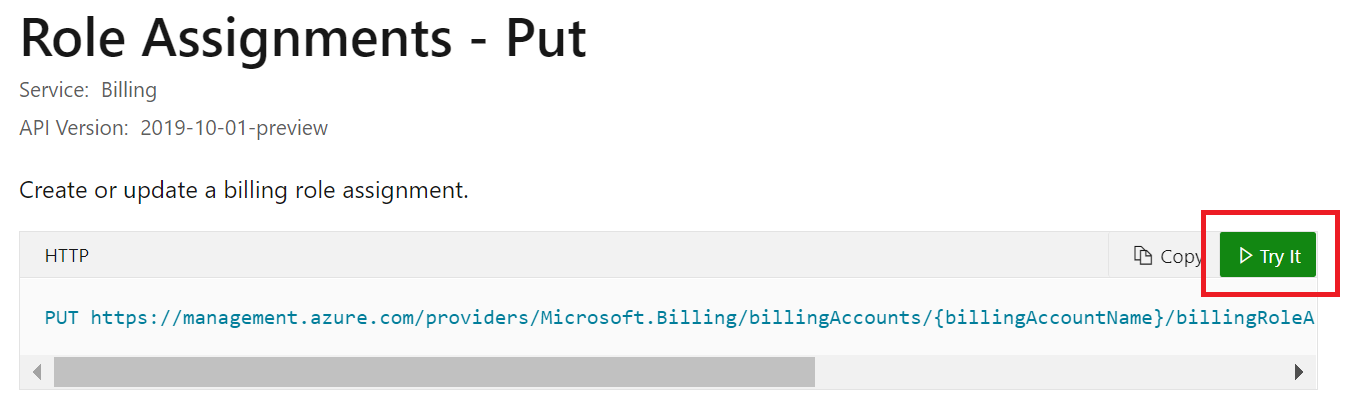 Role Assignments - Put
Service: Billing
API Version: 2019-10-01-preview
Create or update a billing role assignment.
HTTP Copy Try It
PUT https://management.azure.com/providers/Microsoft.Billing/billingAccounts/{billingAccountName}/billingRoleA